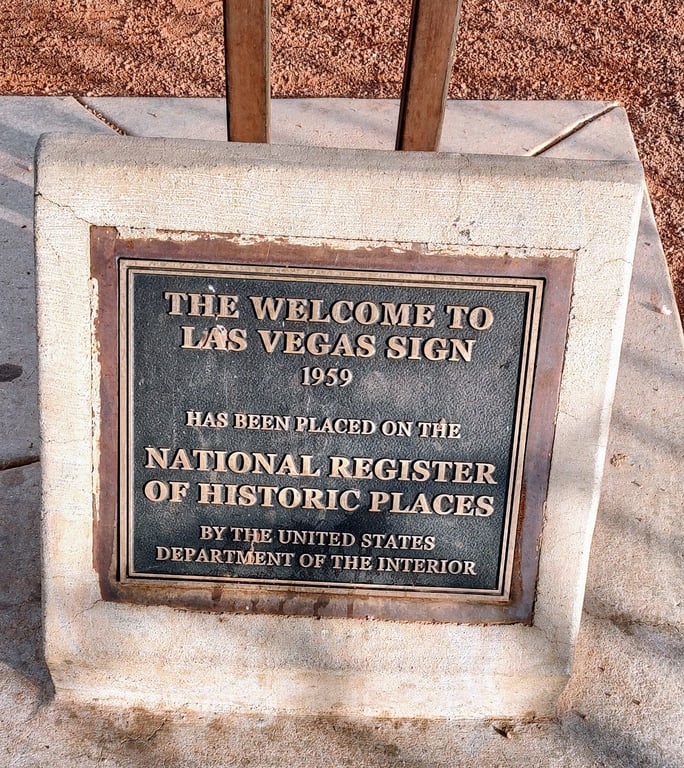 THE WELCOME TO
LAS VEGAS SIGN
1959
HAS BEEN PLACED ON THE
NATIONAL REGISTER
OF HISTORIC PLACES
BY THE UNITED STATES
DEPARTMENT OF THE INTERIOR